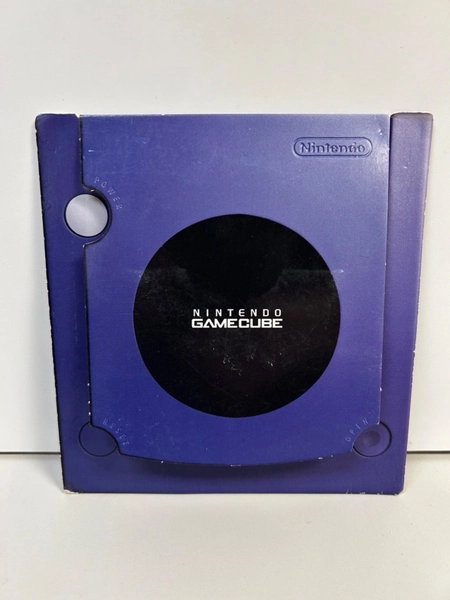 Nintendo
POWER
NINTENDO
GAMECUBE
RESET
OPEN